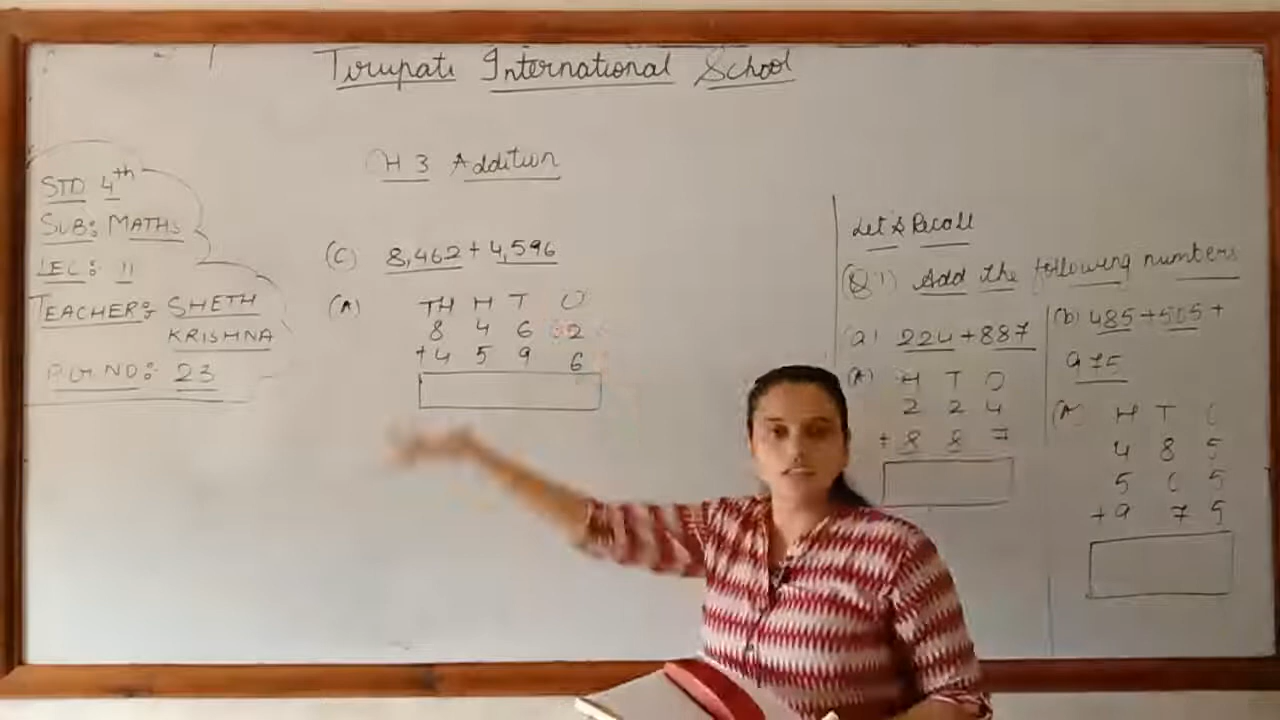 Tirupati International School
CH 3 Addition
STD 4th
SUB: MATHS
LEC: 11
TEACHER: SHETH
KRISHNA
23
(C) 8,462 + 4,596
(A) TH H T O
8 4 6 2
+4 5 9 6
Let's Recall
(Q1) Add the following numbers
(a) 224 + 887
(A) H T O
2 2 4
+ 8 8 7
(b) 485 + 505 +
975
(A) H T O
4 8 5
5 0 5
+ 9 7 5